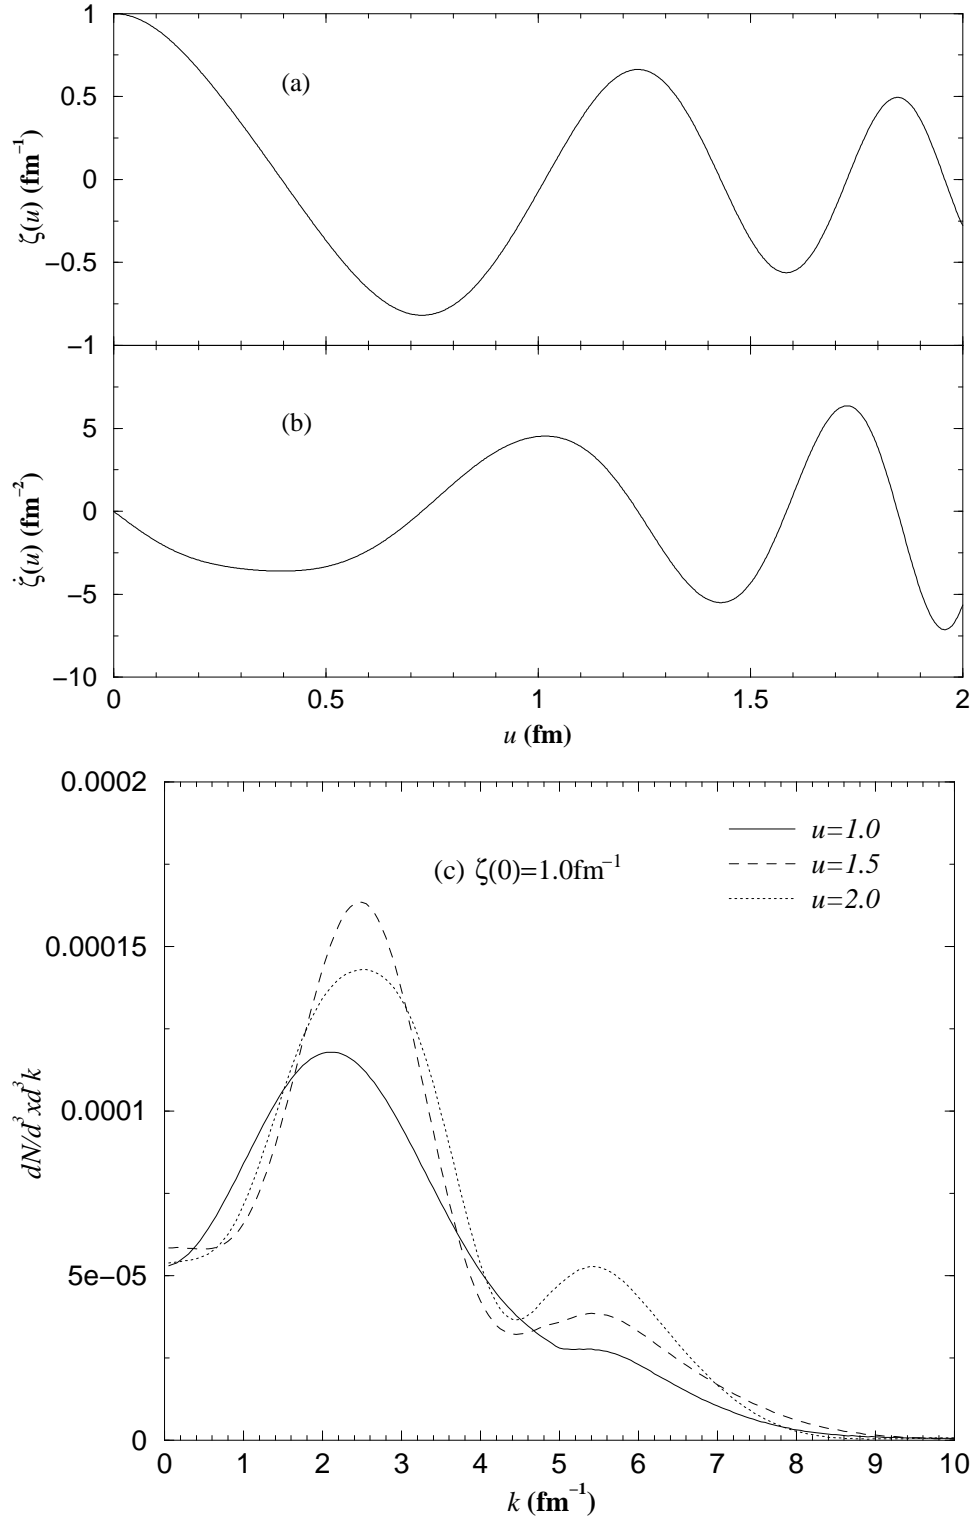 1
(a)
0.5
0
−0.5
−1
ζ(u) (fm⁻¹)
(b)
5
0
−5
−10
ζ̇(u) (fm⁻²)
0 0.5 1 1.5 2
u (fm)
0.0002
u=1.0
(c) ζ(0)=1.0fm⁻¹
u=1.5
u=2.0
0.00015
0.0001
5e−05
0
dN/d³xd³k
0 1 2 3 4 5 6 7 8 9 10
k (fm⁻¹)